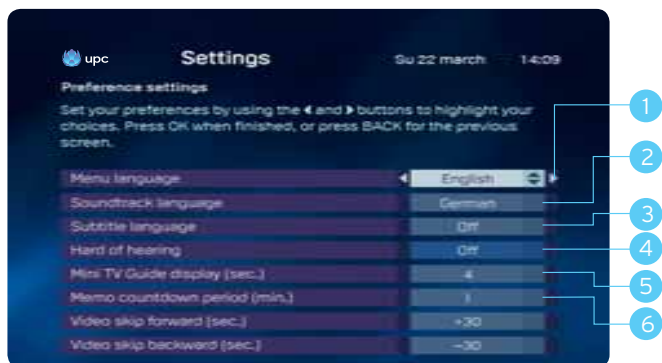 upc Settings Su 22 march 14:09
Preference settings
Set your preferences by using the ◀ and ▶ buttons to highlight your
choices. Press OK when finished, or press BACK for the previous
screen.
Menu language English
Soundtrack language German
Subtitle language Off
Hard of hearing Off
Mini TV Guide display (sec.) 4
Memo countdown period (min.) 1
Video skip forward (sec.) +30
Video skip backward (sec.) -30
1
2
3
4
5
6